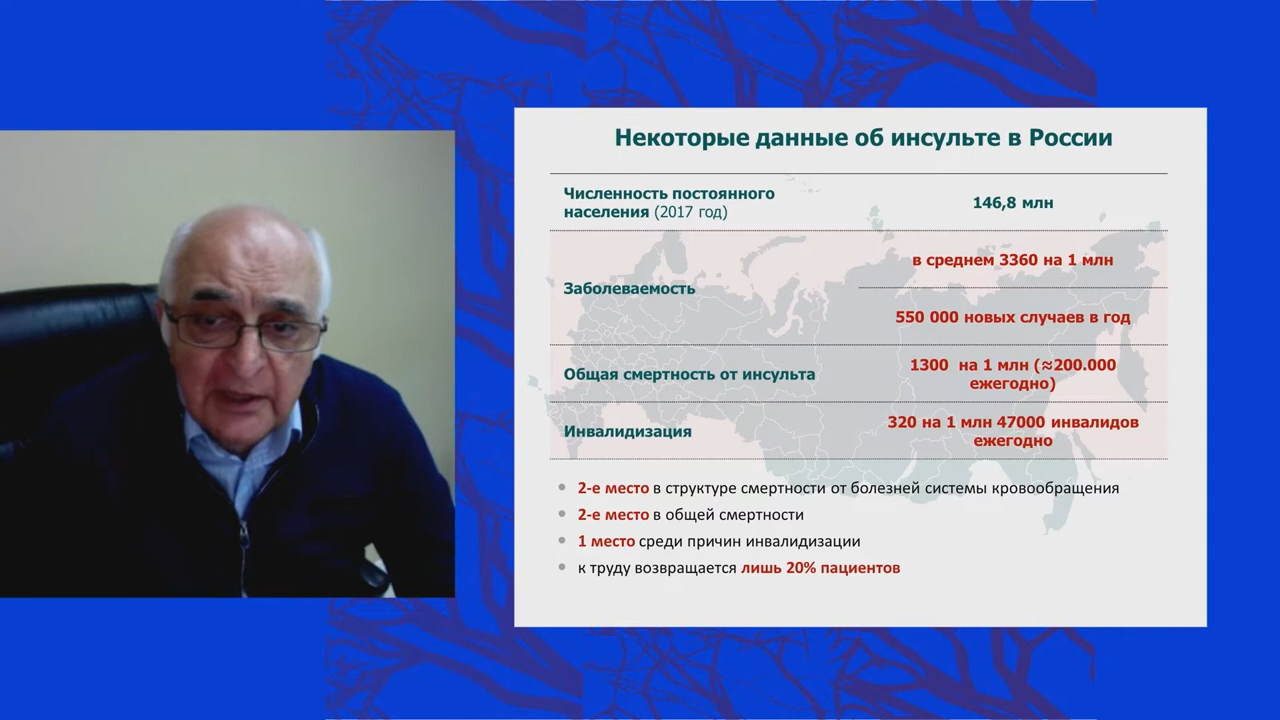 Некоторые данные об инсульте в России
Численность постоянного
населения (2017 год)
146,8 млн
Заболеваемость
в среднем 3360 на 1 млн
550 000 новых случаев в год
Общая смертность от инсульта
1300 на 1 млн (≈200.000
ежегодно)
Инвалидизация
320 на 1 млн 47000 инвалидов
ежегодно
• 2-е место в структуре смертности от болезней системы кровообращения
• 2-е место в общей смертности
• 1 место среди причин инвалидизации
• к труду возвращается лишь 20% пациентов